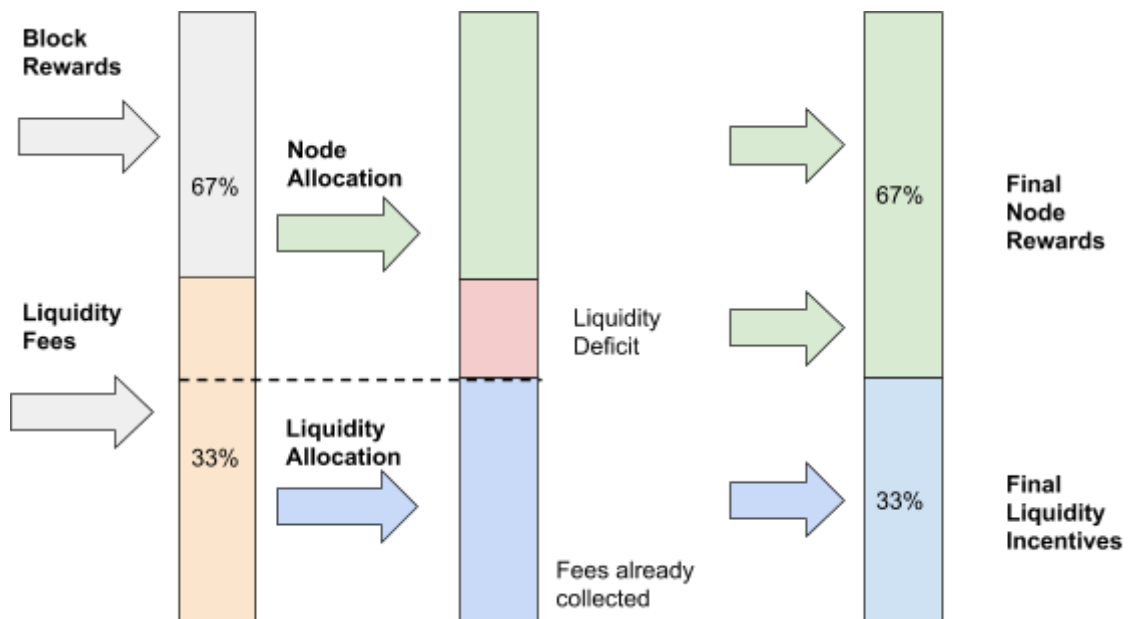 Block
Rewards
67%
Node
Allocation
67%
Final
Node
Rewards
Liquidity
Fees
Liquidity
Deficit
33%
Liquidity
Allocation
33%
Final
Liquidity
Incentives
Fees already
collected